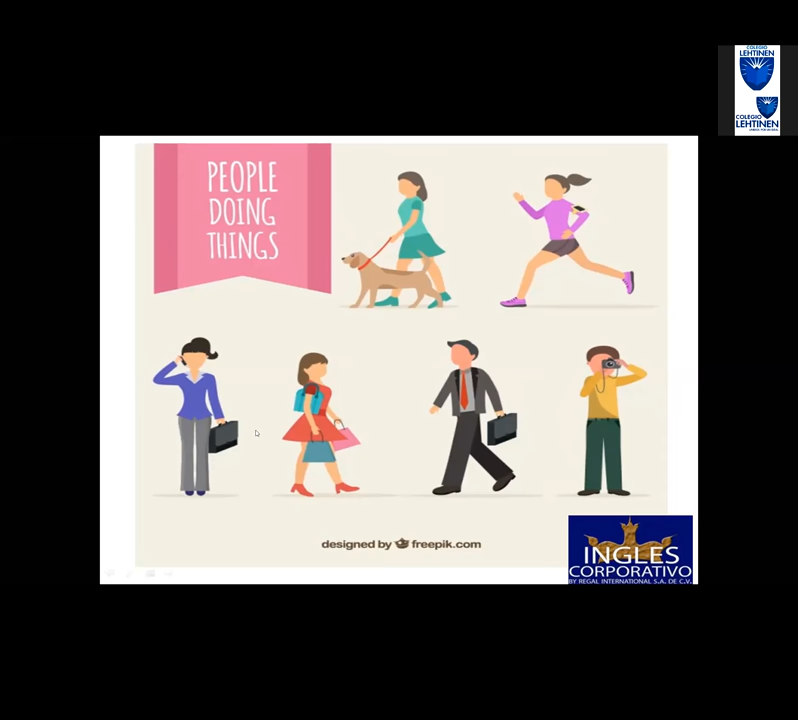 COLEGIO
LEHTINEN
COLEGIO
LEHTINEN
PEOPLE
DOING
THINGS
designed by freepik.com
INGLES
CORPORATIVO
BY REGAL INTERNATIONAL S.A. DE C.V.